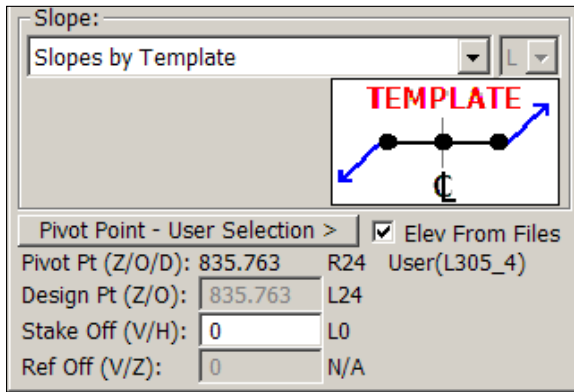 Slope:
Slopes by Template L
TEMPLATE
℄
Pivot Point - User Selection > Elev From Files
Pivot Pt (Z/O/D): 835.763 R24 User(L305_4)
Design Pt (Z/O): 835.763 L24
Stake Off (V/H): 0 L0
Ref Off (V/Z): 0 N/A